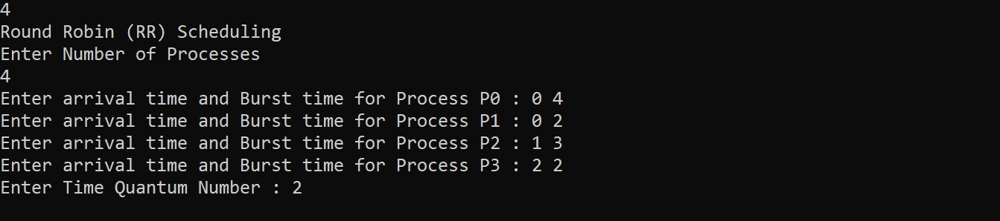 4
Round Robin (RR) Scheduling
Enter Number of Processes
4
Enter arrival time and Burst time for Process P0 : 0 4
Enter arrival time and Burst time for Process P1 : 0 2
Enter arrival time and Burst time for Process P2 : 1 3
Enter arrival time and Burst time for Process P3 : 2 2
Enter Time Quantum Number : 2